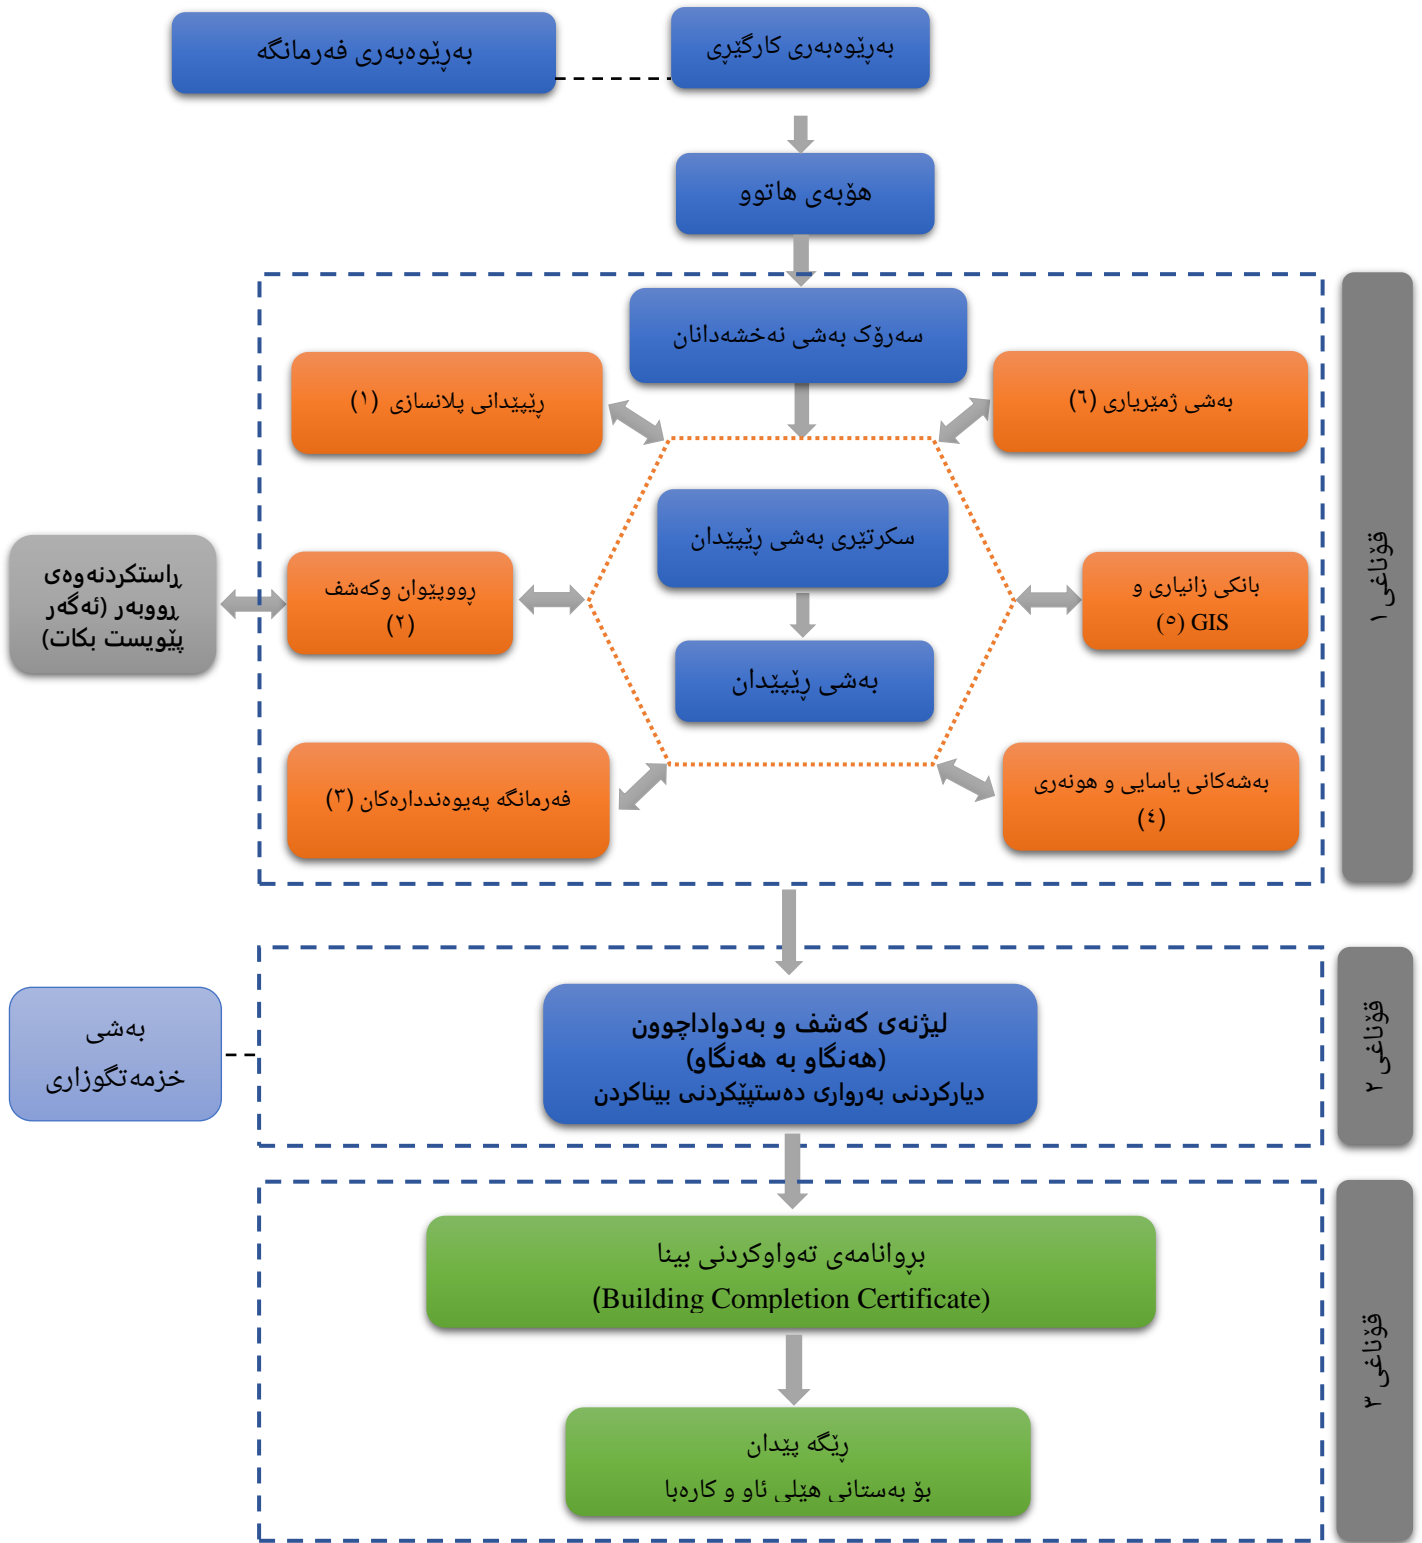 بەڕێوەبەری کارگێڕی
بەڕێوەبەری فەرمانگە
هۆبەی هاتوو
سەرۆک بەشی نەخشەدانان
قۆناغی ١
بەشی ژمێریاری (٦)
ڕێپێدانی پلانسازی (١)
سکرتێری بەشی ڕێپێدان
بانکی زانیاری و
GIS (٥)
ڕووپێوان وکەشف
(٢)
ڕاستکردنەوەی
ڕووبەر (ئەگەر
پێویست بکات)
بەشی ڕێپێدان
بەشەکانی یاسایی و هونەری
(٤)
فەرمانگە پەیوەنددارەکان (٣)
قۆناغی ٢
لیژنەی کەشف و بەدواداچوون
(هەنگاو بە هەنگاو)
دیارکردنی بەرواری دەستپێکردنی بیناکردن
بەشی
خزمەتگوزاری
قۆناغی ٣
بڕوانامەی تەواوکردنی بینا
(Building Completion Certificate)
ڕێگە پێدان
بۆ بەستانی هێلی ئاو و کارەبا